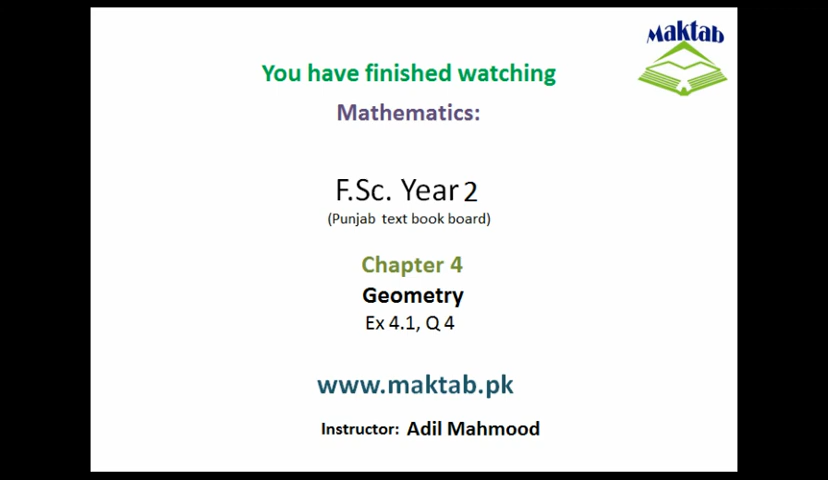 Maktab
You have finished watching
Mathematics:
F.Sc. Year 2
(Punjab text book board)
Chapter 4
Geometry
Ex 4.1, Q 4
www.maktab.pk
Instructor: Adil Mahmood